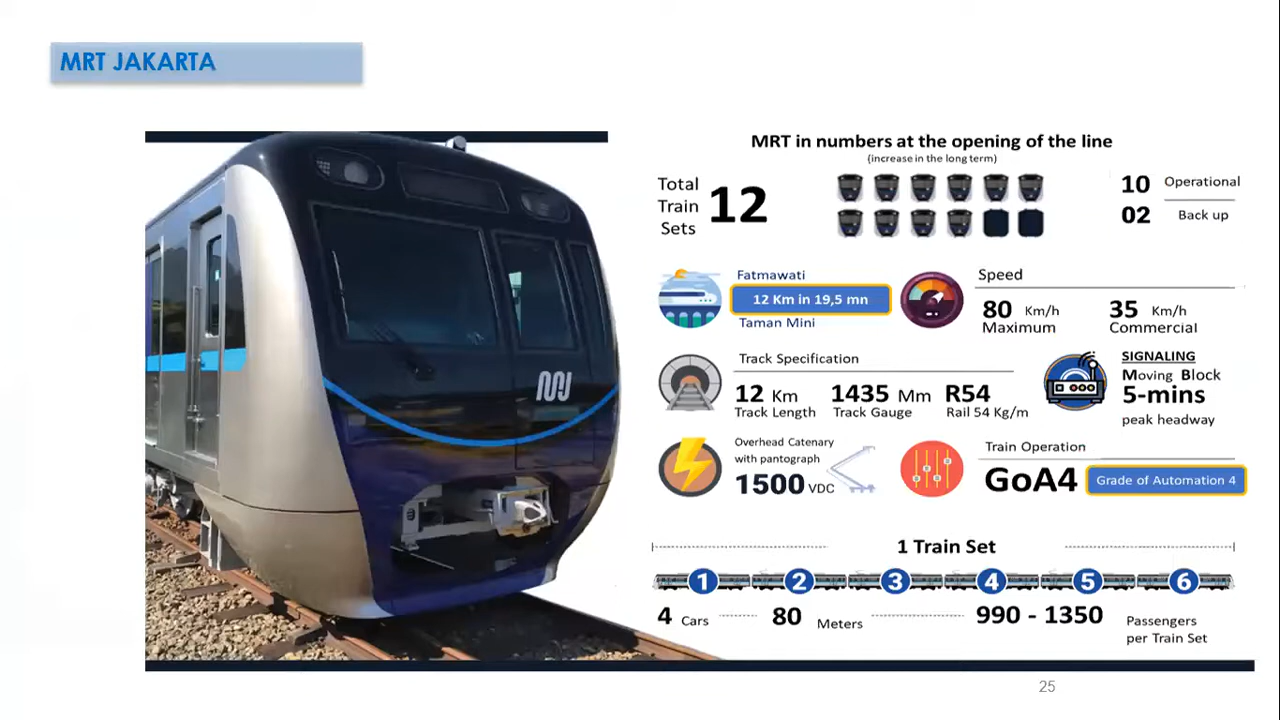 MRT JAKARTA
MRT in numbers at the opening of the line
(increase in the long term)
Total
Train
Sets
12
10 Operational
02 Back up
Fatmawati
12 Km in 19,5 mn
Taman Mini
Speed
80 Km/h
Maximum
35 Km/h
Commercial
Track Specification
12 Km
Track Length
1435 Mm
Track Gauge
R54
Rail 54 Kg/m
SIGNALING
Moving Block
5-mins
peak headway
Overhead Catenary
with pantograph
1500 VDC
Train Operation
GoA4
Grade of Automation 4
1 Train Set
1 2 3 4 5 6
4 Cars
80 Meters
990 - 1350 Passengers
per Train Set
25